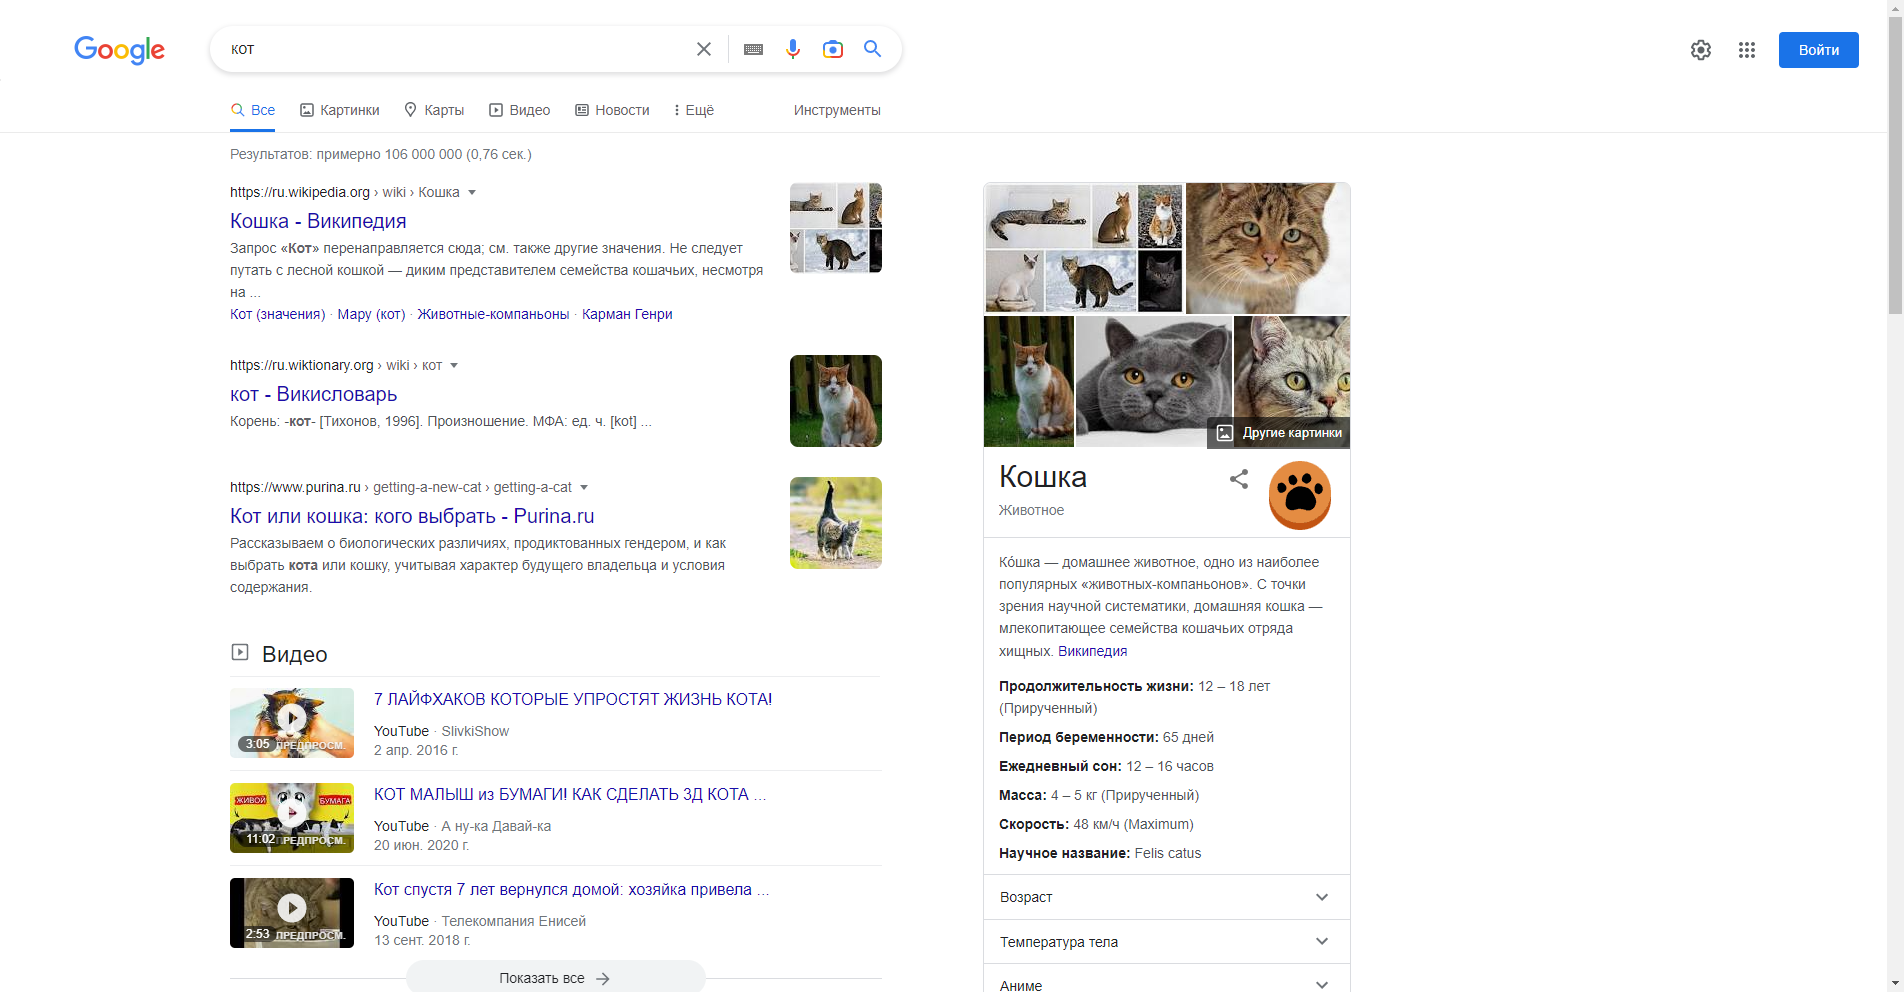 Google
кот
Войти
Все
Картинки
Карты
Видео
Новости
Ещё
Инструменты
Результатов: примерно 106 000 000 (0,76 сек.)
https://ru.wikipedia.org › wiki › Кошка
Кошка - Википедия
Запрос «Кот» перенаправляется сюда; см. также другие значения. Не следует
путать с лесной кошкой — диким представителем семейства кошачьих, несмотря
на ...
Кот (значения) · Мару (кот) · Животные-компаньоны · Карман Генри
https://ru.wiktionary.org › wiki › кот
кот - Викисловарь
Корень: -кот- [Тихонов, 1996]. Произношение. МФА: ед. ч. [kot] ...
https://www.purina.ru › getting-a-new-cat › getting-a-cat
Кот или кошка: кого выбрать - Purina.ru
Рассказываем о биологических различиях, продиктованных гендером, и как
выбрать кота или кошку, учитывая характер будущего владельца и условия
содержания.
Видео
7 ЛАЙФХАКОВ КОТОРЫЕ УПРОСТЯТ ЖИЗНЬ КОТА!
YouTube · SlivkiShow
2 апр. 2016 г.
3:05 ПРЕДПРОСМ.
КОТ МАЛЫШ из БУМАГИ! КАК СДЕЛАТЬ 3Д КОТА ...
YouTube · А ну-ка Давай-ка
20 июн. 2020 г.
ЖИВОЙ БУМАГА
11:02 РЕДПРОСМ.
Кот спустя 7 лет вернулся домой: хозяйка привела ...
YouTube · Телекомпания Енисей
13 сент. 2018 г.
2:53 ПРЕДПРОСМ.
Показать все
Другие картинки
Кошка
Животное
Ко́шка — домашнее животное, одно из наиболее
популярных «животных-компаньонов». С точки
зрения научной систематики, домашняя кошка —
млекопитающее семейства кошачьих отряда
хищных. Википедия
Продолжительность жизни: 12 – 18 лет
(Прирученный)
Период беременности: 65 дней
Ежедневный сон: 12 – 16 часов
Масса: 4 – 5 кг (Прирученный)
Скорость: 48 км/ч (Maximum)
Научное название: Felis catus
Возраст
Температура тела
Аниме